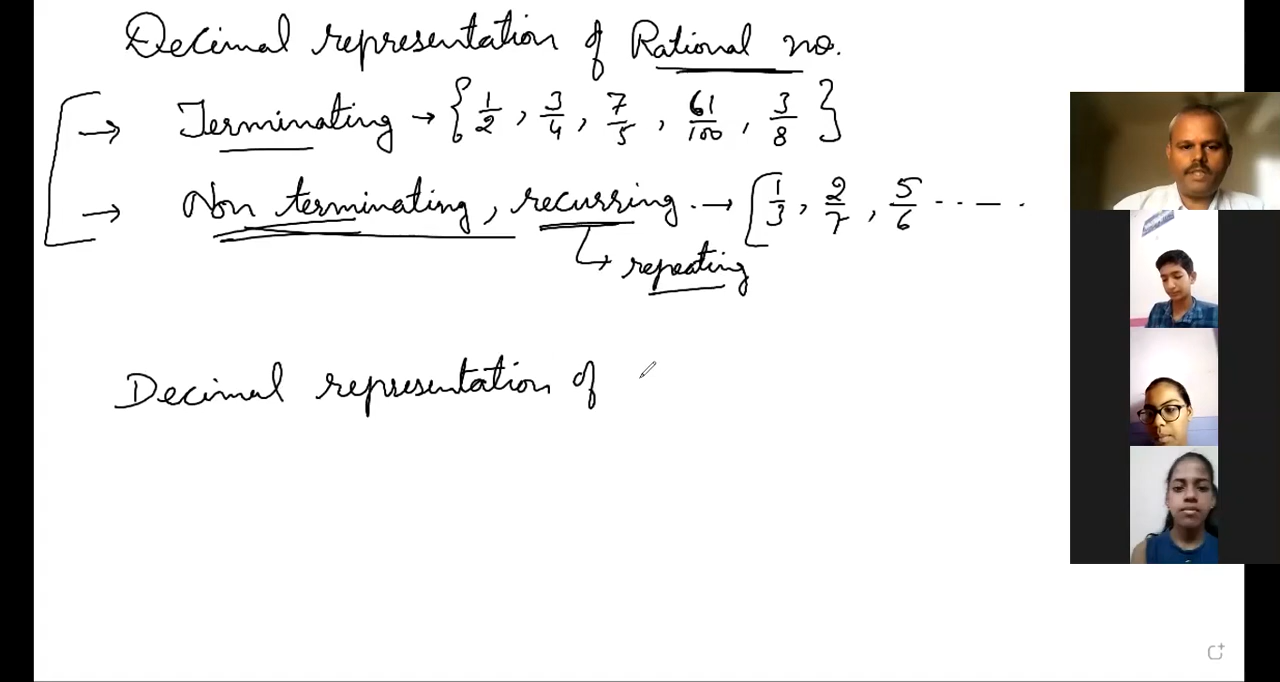 Decimal representation of Rational no.
→ Terminating → {1/2, 3/4, 7/5, 61/100, 3/8}
→ Non terminating, recurring. → [1/3, 2/7, 5/6 ..—.
↳ repeating
Decimal representation of